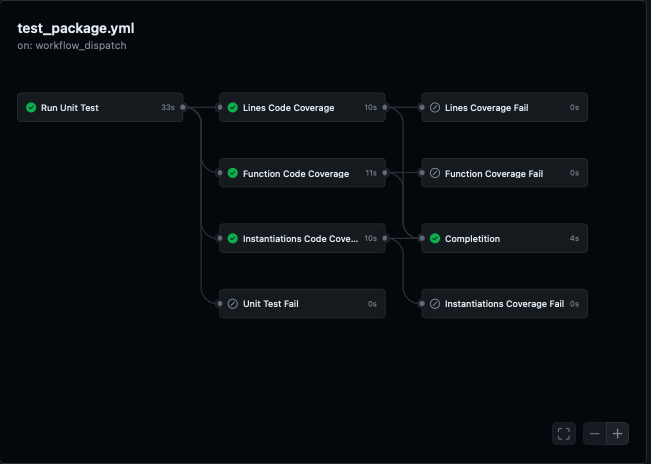 test_package.yml
on: workflow_dispatch
Run Unit Test 33s
Lines Code Coverage 10s
Lines Coverage Fail 0s
Function Code Coverage 11s
Function Coverage Fail 0s
Instantiations Code Cove... 10s
Completition 4s
Unit Test Fail 0s
Instantiations Coverage Fail 0s